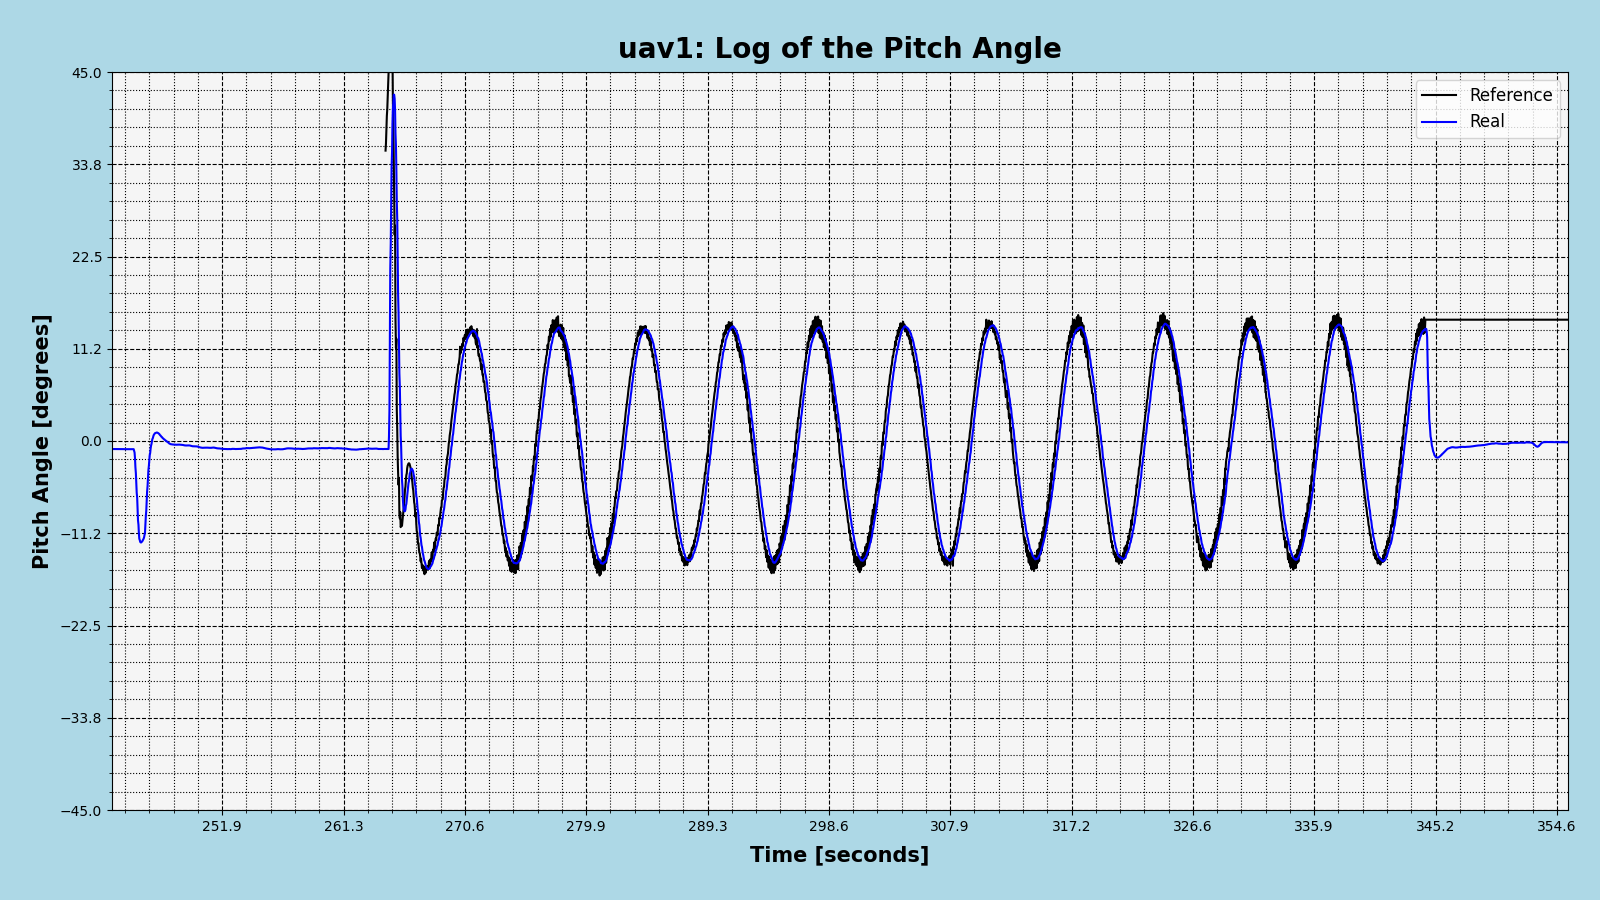 uav1: Log of the Pitch Angle
45.0
33.8
22.5
11.2
0.0
−11.2
−22.5
−33.8
−45.0
Pitch Angle [degrees]
Reference
Real
251.9 261.3 270.6 279.9 289.3 298.6 307.9 317.2 326.6 335.9 345.2 354.6
Time [seconds]